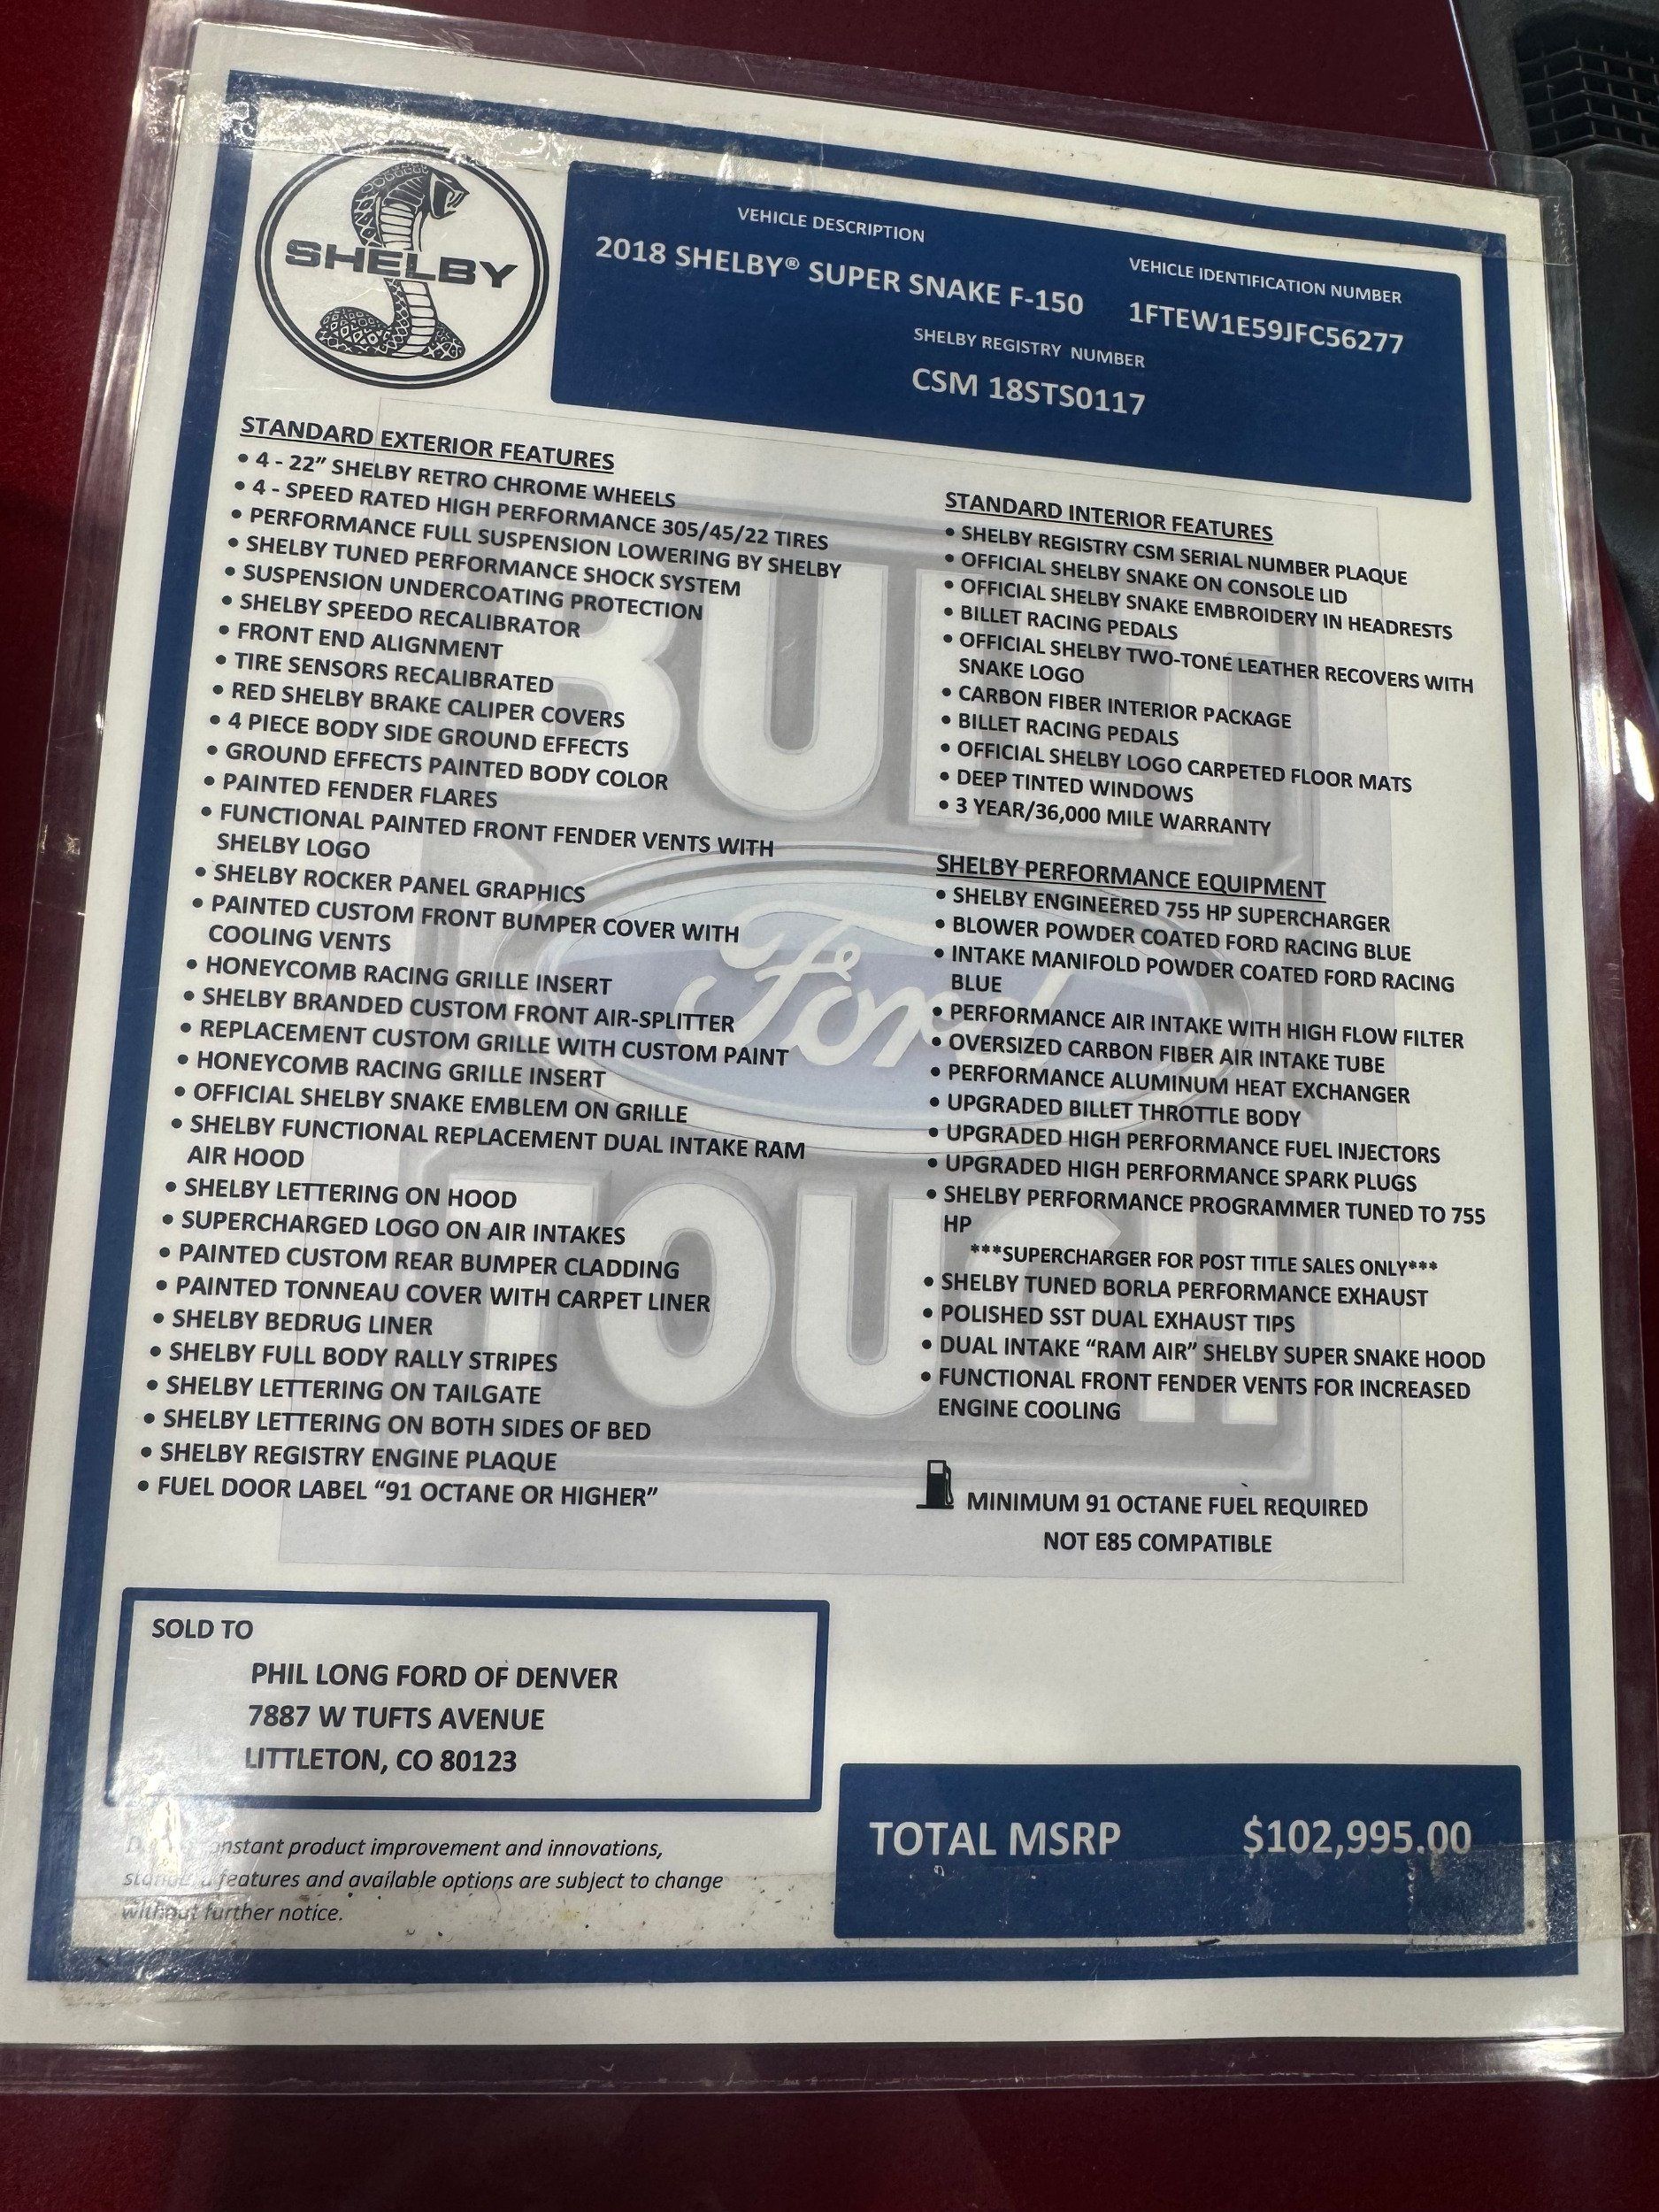 SHELBY
VEHICLE DESCRIPTION
2018 SHELBY® SUPER SNAKE F-150
VEHICLE IDENTIFICATION NUMBER
1FTEW1E59JFC56277
SHELBY REGISTRY NUMBER
CSM 18STS0117
STANDARD EXTERIOR FEATURES
• 4 - 22” SHELBY RETRO CHROME WHEELS
• 4 - SPEED RATED HIGH PERFORMANCE 305/45/22 TIRES
• PERFORMANCE FULL SUSPENSION LOWERING BY SHELBY
• SHELBY TUNED PERFORMANCE SHOCK SYSTEM
• SUSPENSION UNDERCOATING PROTECTION
• SHELBY SPEEDO RECALIBRATOR
• FRONT END ALIGNMENT
• TIRE SENSORS RECALIBRATED
• RED SHELBY BRAKE CALIPER COVERS
• 4 PIECE BODY SIDE GROUND EFFECTS
• GROUND EFFECTS PAINTED BODY COLOR
• PAINTED FENDER FLARES
• FUNCTIONAL PAINTED FRONT FENDER VENTS WITH
SHELBY LOGO
• SHELBY ROCKER PANEL GRAPHICS
• PAINTED CUSTOM FRONT BUMPER COVER WITH
COOLING VENTS
• HONEYCOMB RACING GRILLE INSERT
• SHELBY BRANDED CUSTOM FRONT AIR-SPLITTER
• REPLACEMENT CUSTOM GRILLE WITH CUSTOM PAINT
• HONEYCOMB RACING GRILLE INSERT
• OFFICIAL SHELBY SNAKE EMBLEM ON GRILLE
• SHELBY FUNCTIONAL REPLACEMENT DUAL INTAKE RAM
AIR HOOD
• SHELBY LETTERING ON HOOD
• SUPERCHARGED LOGO ON AIR INTAKES
• PAINTED CUSTOM REAR BUMPER CLADDING
• PAINTED TONNEAU COVER WITH CARPET LINER
• SHELBY BEDRUG LINER
• SHELBY FULL BODY RALLY STRIPES
• SHELBY LETTERING ON TAILGATE
• SHELBY LETTERING ON BOTH SIDES OF BED
• SHELBY REGISTRY ENGINE PLAQUE
• FUEL DOOR LABEL “91 OCTANE OR HIGHER”
STANDARD INTERIOR FEATURES
• SHELBY REGISTRY CSM SERIAL NUMBER PLAQUE
• OFFICIAL SHELBY SNAKE ON CONSOLE LID
• OFFICIAL SHELBY SNAKE EMBROIDERY IN HEADRESTS
• BILLET RACING PEDALS
• OFFICIAL SHELBY TWO-TONE LEATHER RECOVERS WITH
SNAKE LOGO
• CARBON FIBER INTERIOR PACKAGE
• BILLET RACING PEDALS
• OFFICIAL SHELBY LOGO CARPETED FLOOR MATS
• DEEP TINTED WINDOWS
• 3 YEAR/36,000 MILE WARRANTY
SHELBY PERFORMANCE EQUIPMENT
• SHELBY ENGINEERED 755 HP SUPERCHARGER
• BLOWER POWDER COATED FORD RACING BLUE
• INTAKE MANIFOLD POWDER COATED FORD RACING
BLUE
• PERFORMANCE AIR INTAKE WITH HIGH FLOW FILTER
• OVERSIZED CARBON FIBER AIR INTAKE TUBE
• PERFORMANCE ALUMINUM HEAT EXCHANGER
• UPGRADED BILLET THROTTLE BODY
• UPGRADED HIGH PERFORMANCE FUEL INJECTORS
• UPGRADED HIGH PERFORMANCE SPARK PLUGS
• SHELBY PERFORMANCE PROGRAMMER TUNED TO 755
HP
***SUPERCHARGER FOR POST TITLE SALES ONLY***
• SHELBY TUNED BORLA PERFORMANCE EXHAUST
• POLISHED SST DUAL EXHAUST TIPS
• DUAL INTAKE “RAM AIR” SHELBY SUPER SNAKE HOOD
• FUNCTIONAL FRONT FENDER VENTS FOR INCREASED
ENGINE COOLING
MINIMUM 91 OCTANE FUEL REQUIRED
NOT E85 COMPATIBLE
BUILT
Ford
TOUGH
SOLD TO
PHIL LONG FORD OF DENVER
7887 W TUFTS AVENUE
LITTLETON, CO 80123
product improvement and innovations,
features and available options are subject to change
without further notice.
TOTAL MSRP $102,995.00